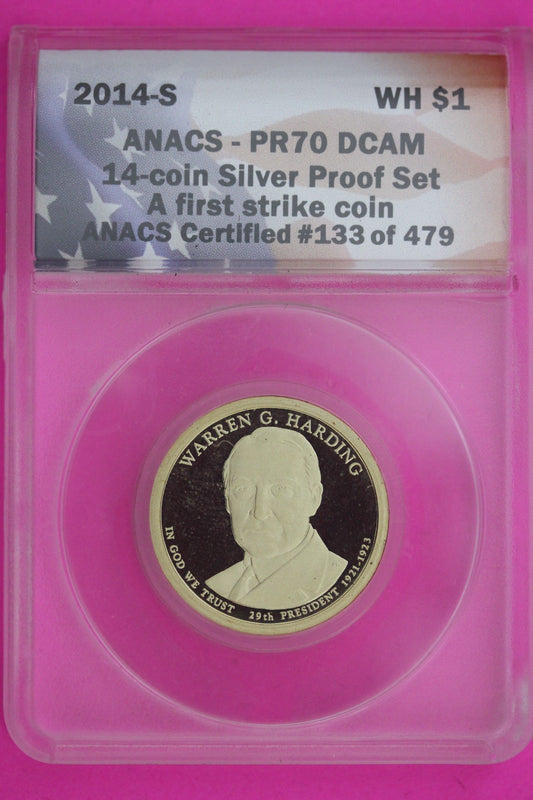 2014-S WH $1
ANACS - PR70 DCAM
14-coin Silver Proof Set
A first strike coin
ANACS Certified #133 of 479
WARREN G. HARDING
IN GOD WE TRUST 29th PRESIDENT 1921-1923